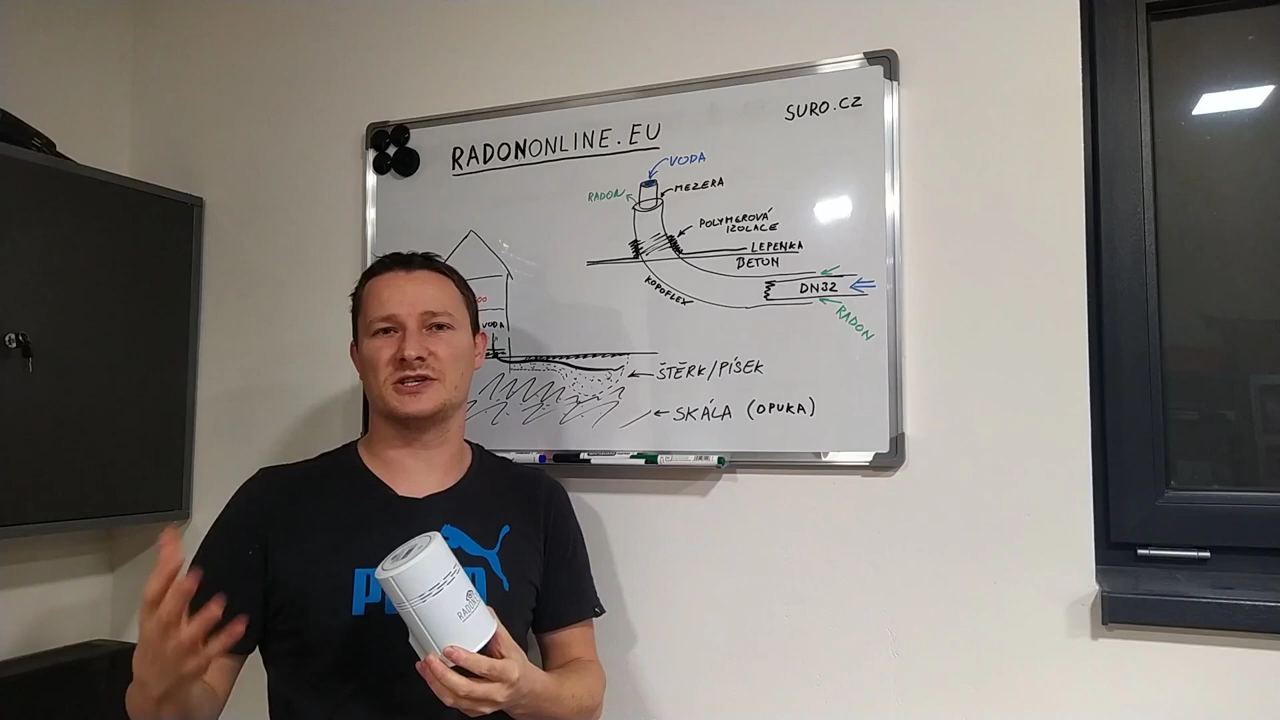 RADONONLINE.EU
SURO.CZ
VODA
RADON
MEZERA
POLYMEROVÁ
IZOLACE
LEPENKA
BETON
KOPOFLEX
DN32
RADON
VODA
ŠTĚRK/PÍSEK
SKÁLA (OPUKA)